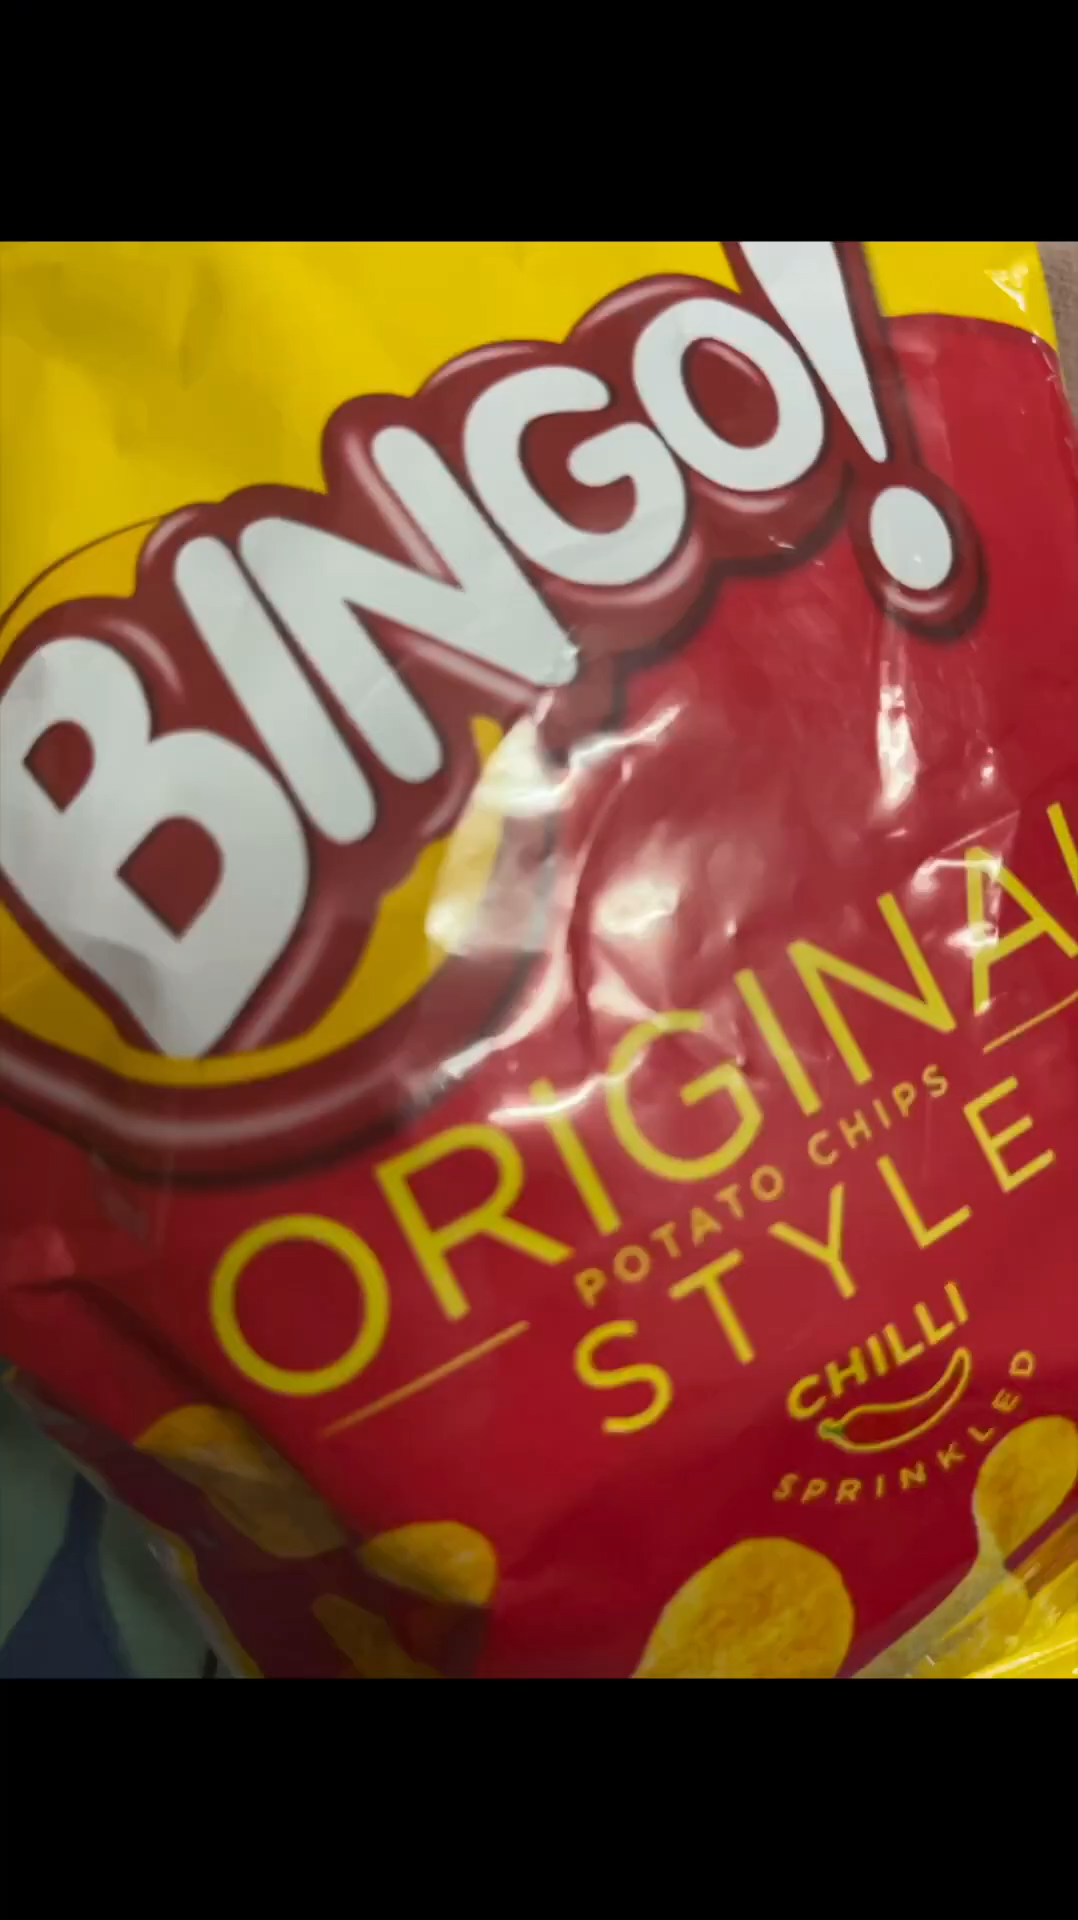 BINGO!
ORIGINAL
POTATO CHIPS
STYLE
CHILLI
SPRINKLED